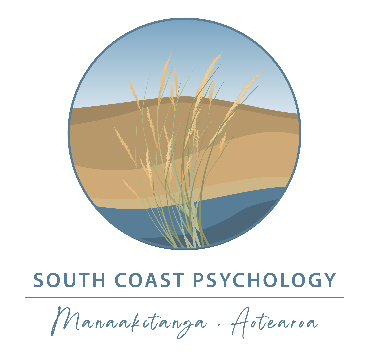 SOUTH COAST PSYCHOLOGY
Manaakitanga . Aotearoa